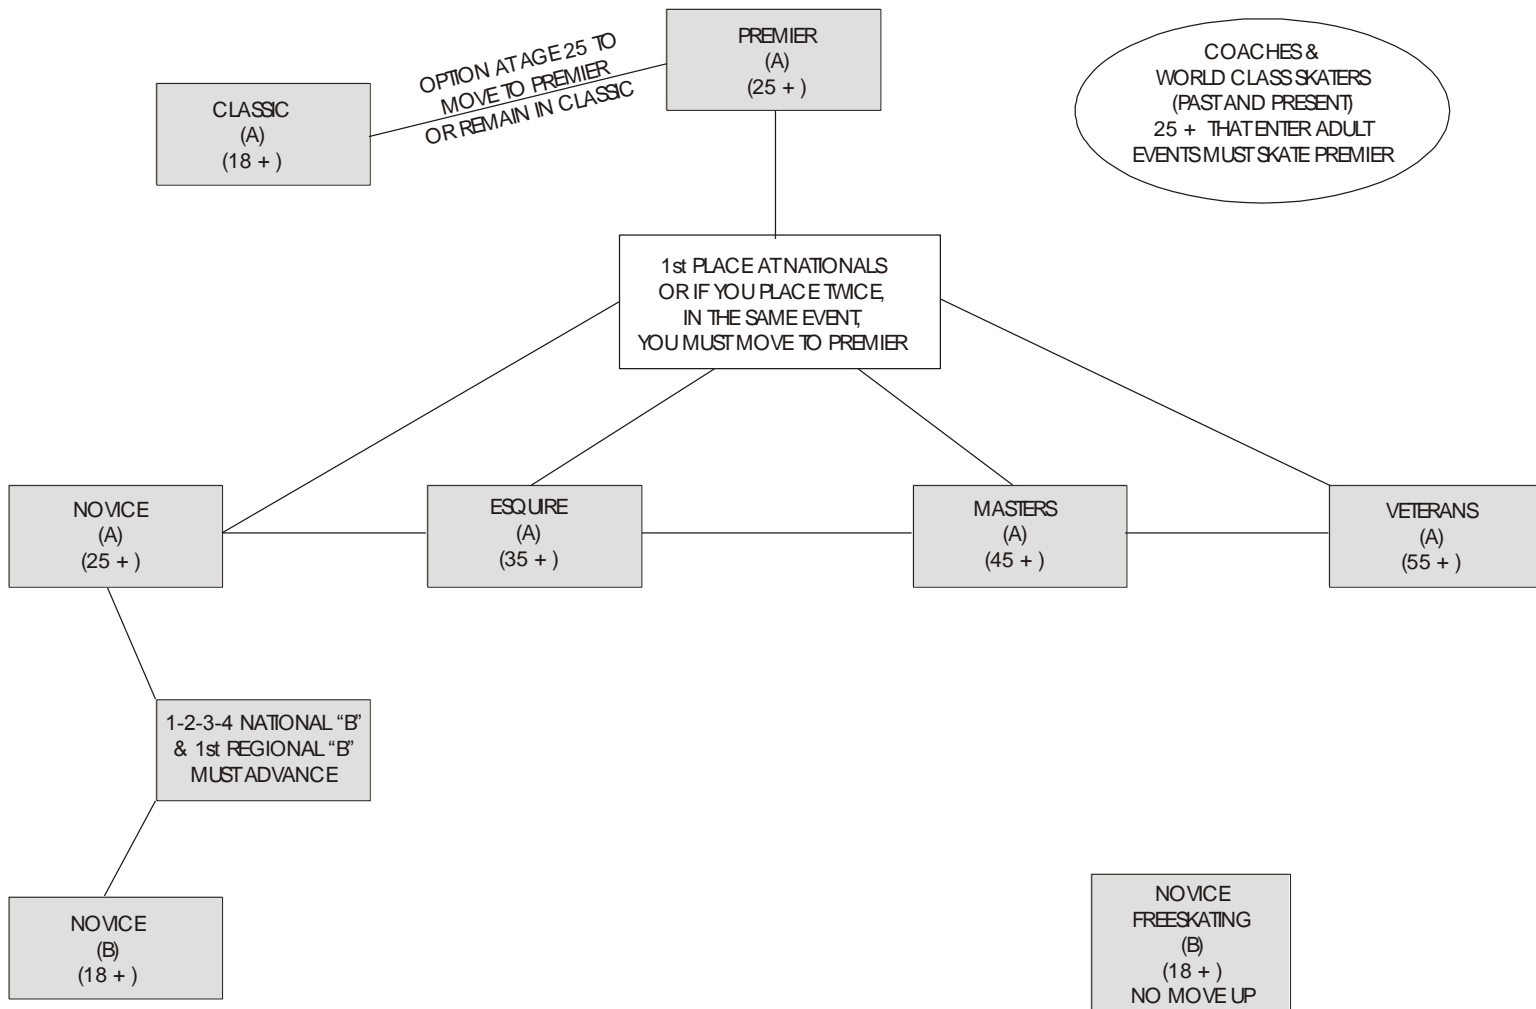 PREMIER
(A)
(25 + )
OPTION AT AGE 25 TO
MOVE TO PREMIER
OR REMAIN IN CLASSIC
CLASSIC
(A)
(18 + )
COACHES &
WORLD CLASS SKATERS
(PAST AND PRESENT)
25 + THAT ENTER ADULT
EVENTS MUST SKATE PREMIER
1st PLACE AT NATIONALS
OR IF YOU PLACE TWICE,
IN THE SAME EVENT,
YOU MUST MOVE TO PREMIER
NOVICE
(A)
(25 + )
ESQUIRE
(A)
(35 + )
MASTERS
(A)
(45 + )
VETERANS
(A)
(55 + )
1-2-3-4 NATIONAL “B”
& 1st REGIONAL “B”
MUST ADVANCE
NOVICE
(B)
(18 + )
NOVICE
FREESKATING
(B)
(18 + )
NO MOVE UP